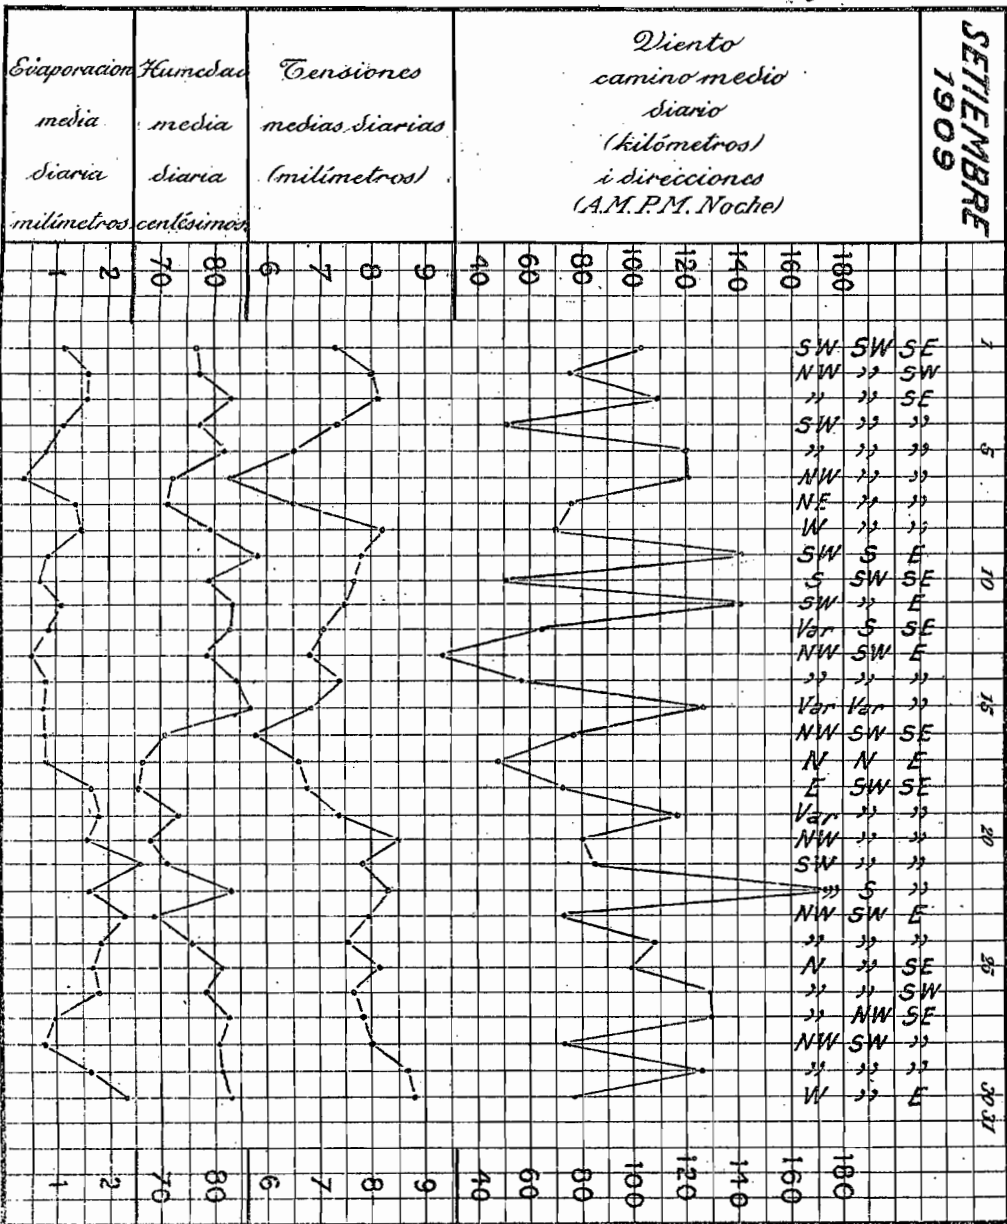 SETIEMBRE
1909
Evaporacion
media
diaria
milímetros
Humedad
media
diaria
centésimos
Tensiones
medias diarias
(milímetros)
Viento
camino medio
diario
(kilómetros)
i direcciones
(A.M.P.M. Noche)
1 2 70 80 6 7 8 9 40 60 80 100 120 140 160 180
1 SW SW SE
NW ,, SW
,, ,, SE
SW ,, ,,
5 ,, ,, ,,
NW ,, ,,
NE ,, ,,
W ,, ,,
SW S E
10 S SW SE
SW ,, E
Var S SE
NW SW E
,, ,, ,,
15 Var Var ,,
NW SW SE
N N E
E SW SE
Var ,, ,,
20 NW ,, ,,
SW ,, ,,
,, S ,,
NW SW E
,, ,, ,,
25 N ,, SE
,, ,, SW
,, NW SE
NW SW ,,
,, ,, ,,
30 W ,, E
31
1 2 70 80 6 7 8 9 40 60 80 100 120 140 160 180